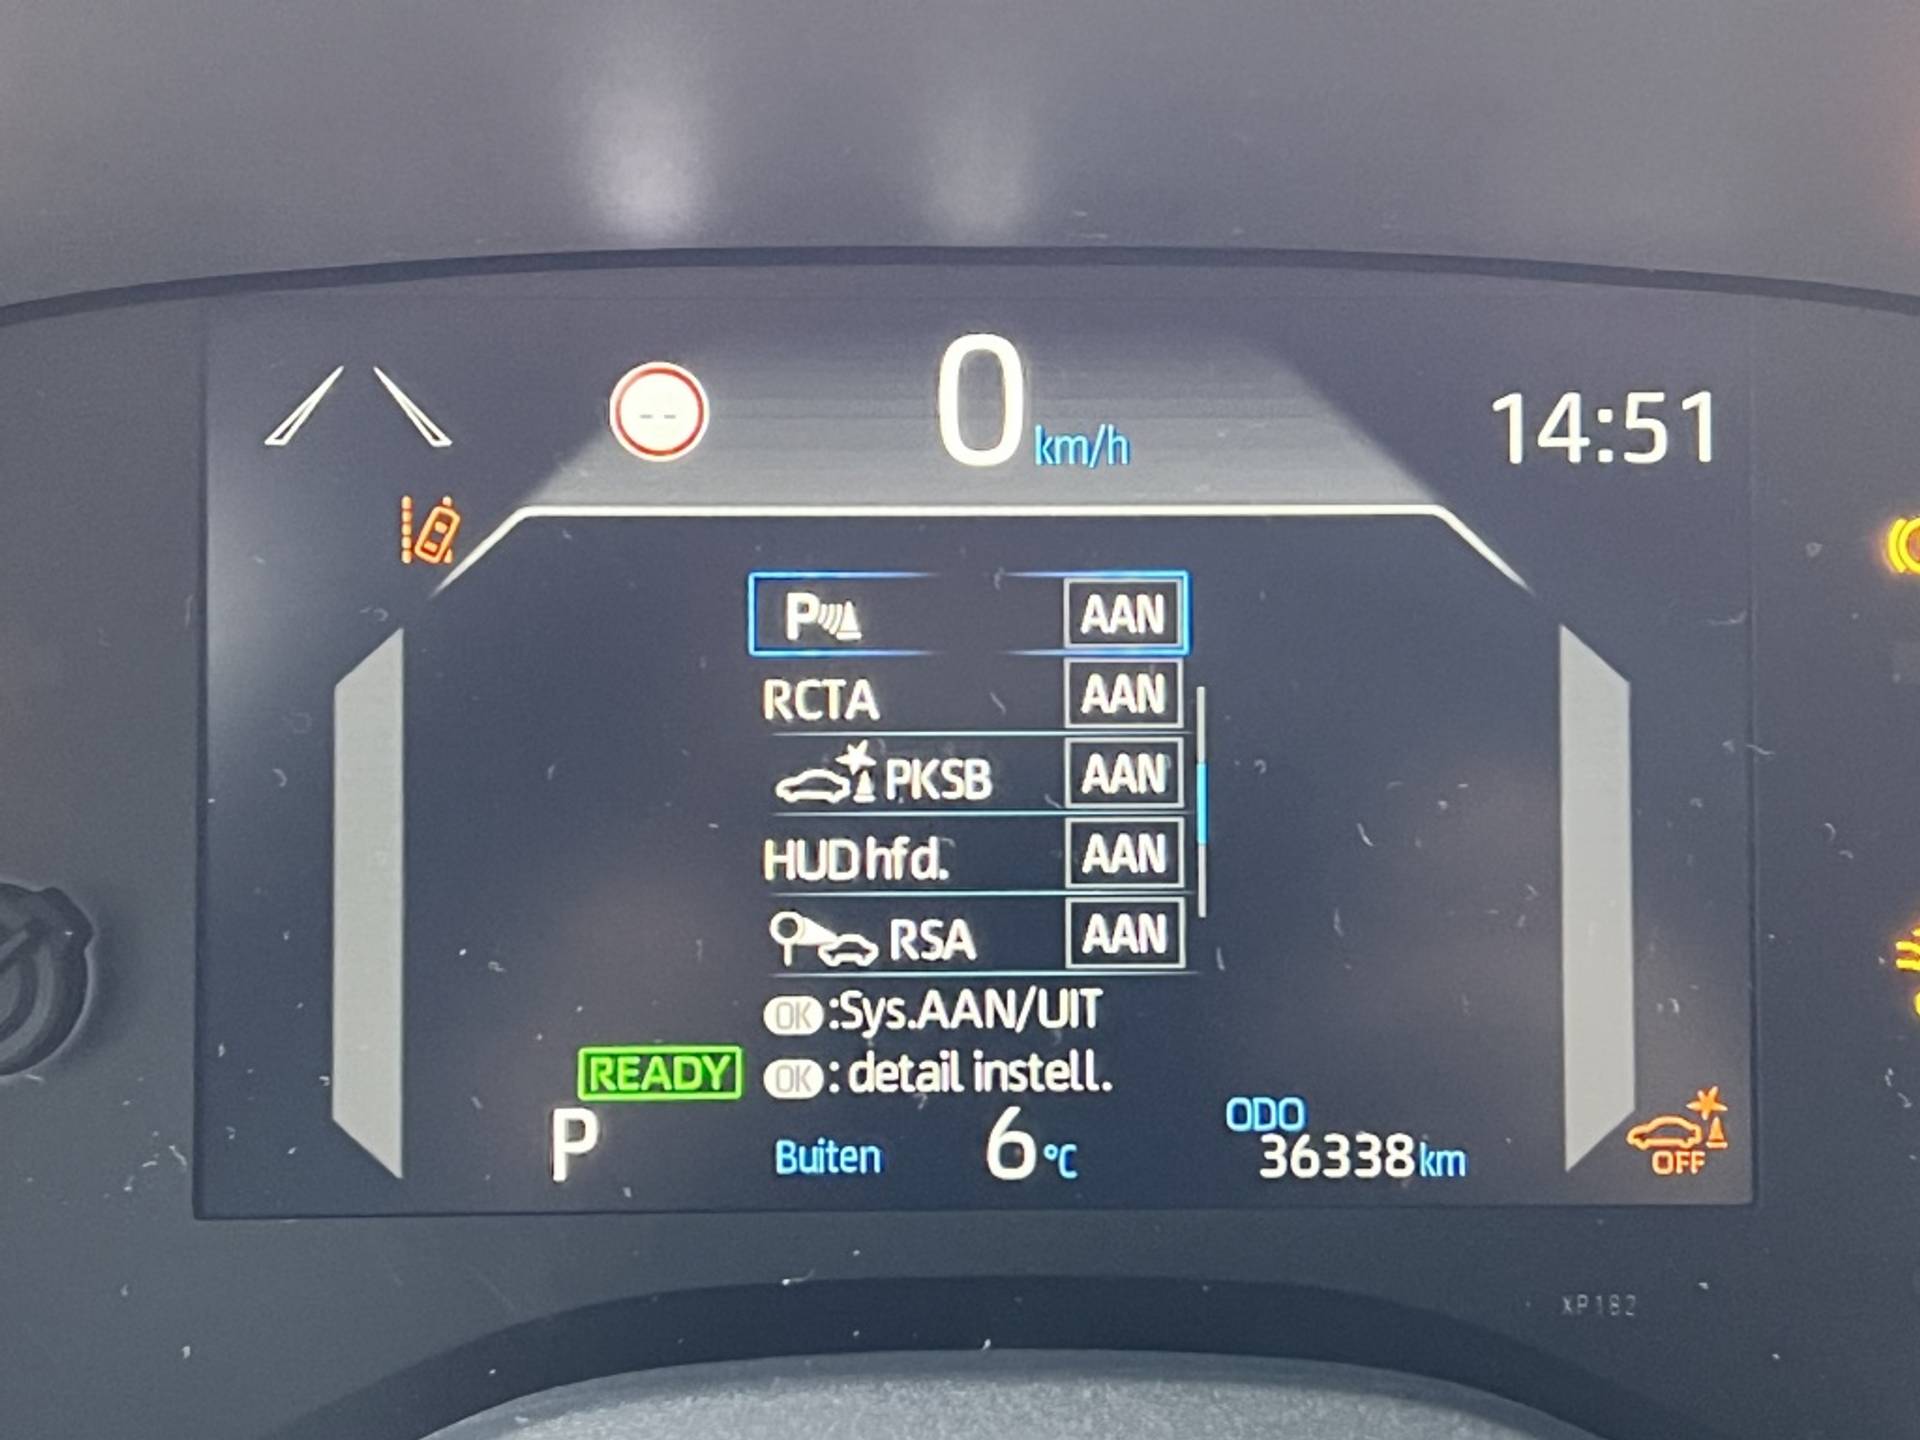 -- 0 km/h 14:51
P AAN
RCTA AAN
PKSB AAN
HUD hfd. AAN
RSA AAN
OK :Sys.AAN/UIT
READY OK : detail instell.
P Buiten 6 °C ODO 36338 km
OFF
XP182